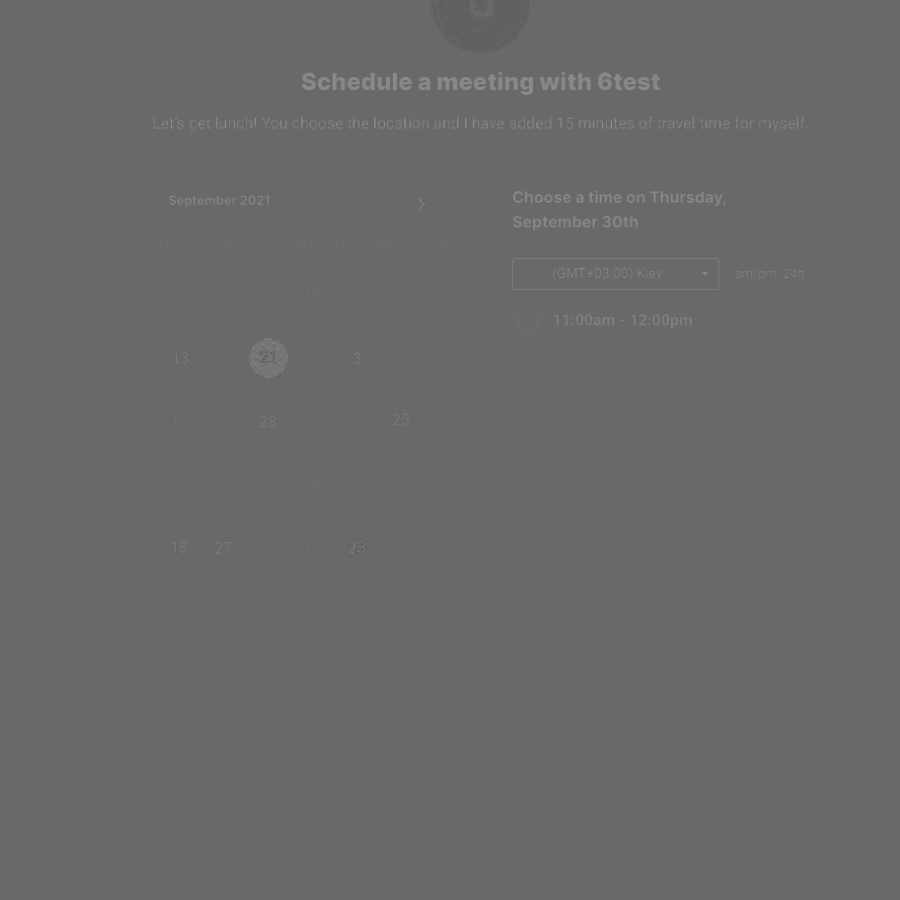 Schedule a meeting with 6test
Let's get lunch! You choose the location and I have added 15 minutes of travel time for myself.
September 2021
Choose a time on Thursday,
September 30th
(GMT+03:00) Kiev
am/pm 24h
11:00am - 12:00pm
13 21 3
28 25
18 27 23